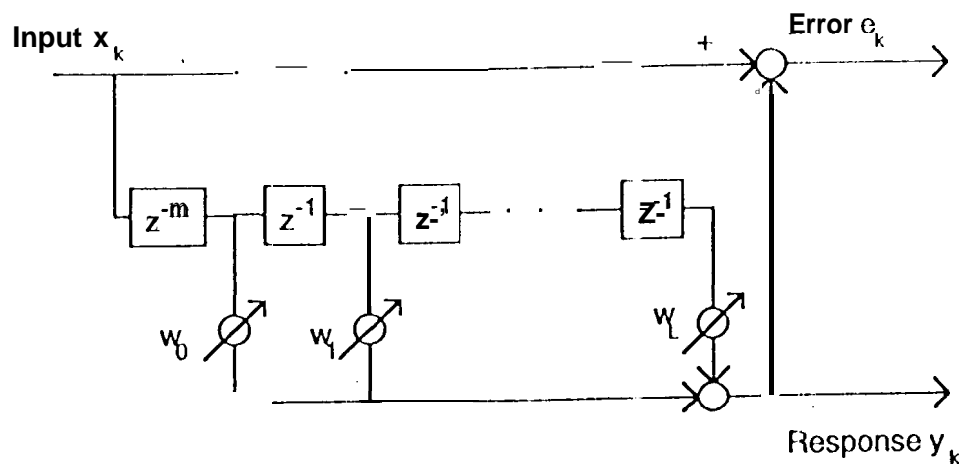 Input x_k
+
Error e_k
z^-m
z^-1
z^-1
. . .
z^-1
w_0
w_1
w_L
Response y_k